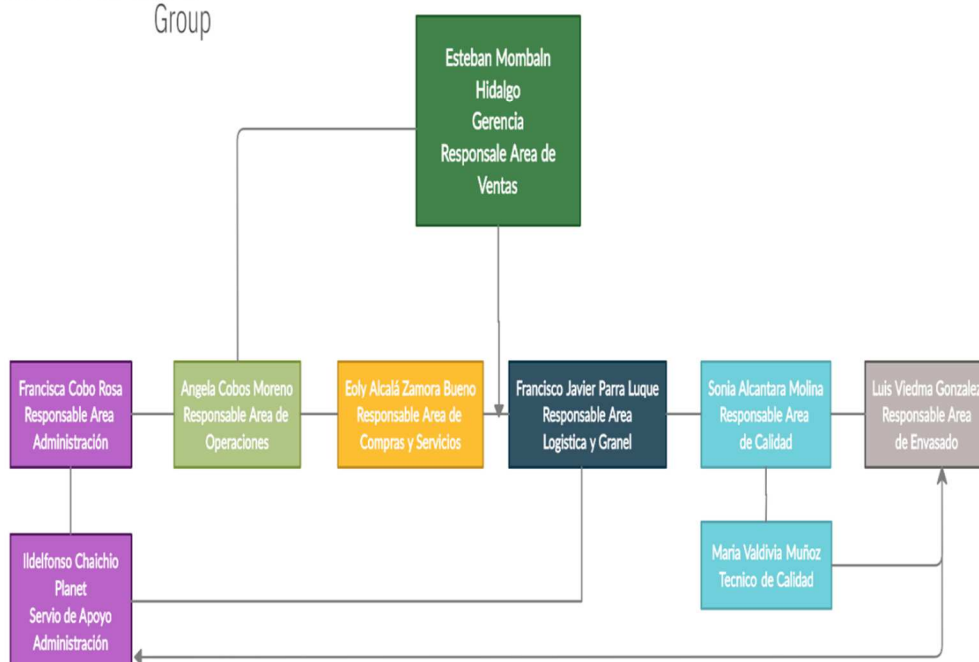 Group
Esteban Mombaln
Hidalgo
Gerencia
Responsale Area de
Ventas
Francisca Cobo Rosa
Responsable Area
Administración
Angela Cobos Moreno
Responsable Area de
Operaciones
Eoly Alcalá Zamora Bueno
Responsable Area de
Compras y Servicios
Francisco Javier Parra Luque
Responsable Area
Logistica y Granel
Sonia Alcantara Molina
Responsable Area
de Calidad
Luis Viedma Gonzalez
Responsable Area
de Envasado
Ildelfonso Chaichio
Planet
Servio de Apoyo
Administración
Maria Valdivia Muñoz
Tecnico de Calidad